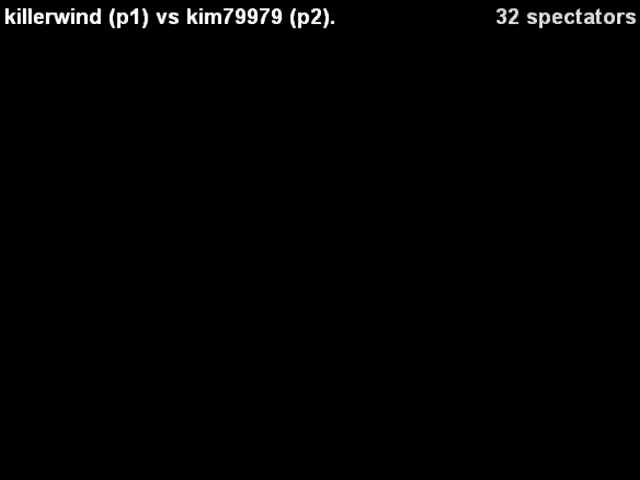 killerwind (p1) vs kim79979 (p2). 32 spectators